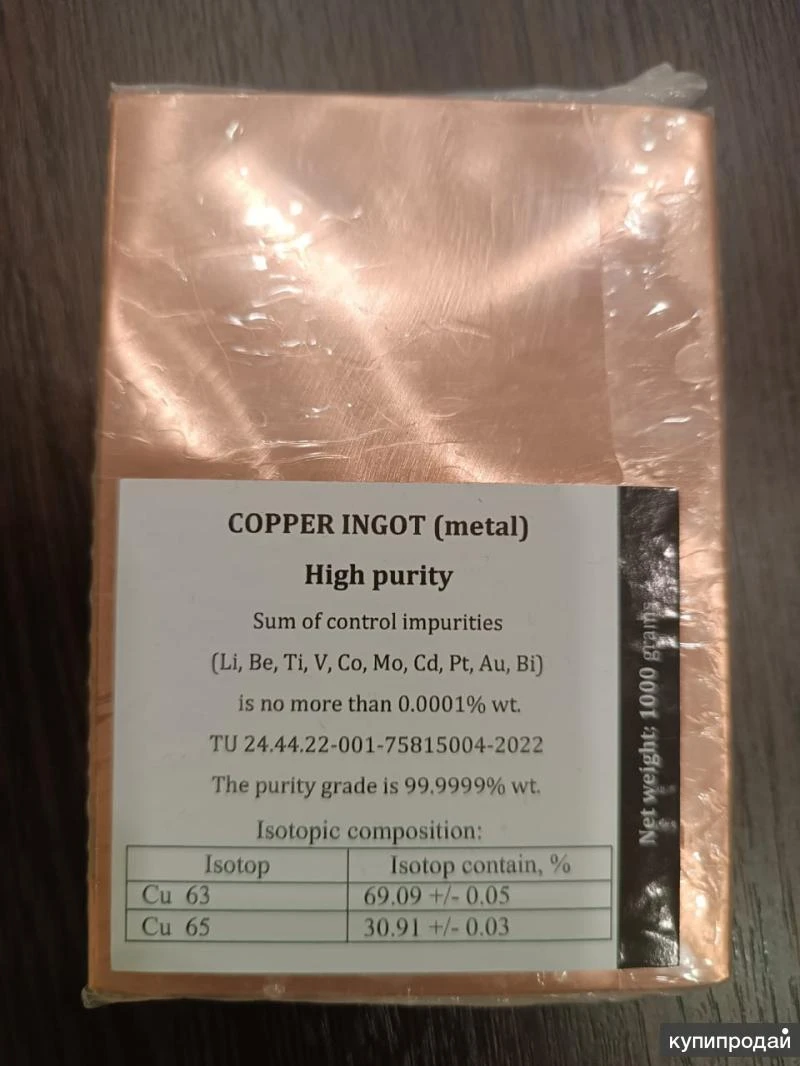 COPPER INGOT (metal)
High purity
Sum of control impurities
(Li, Be, Ti, V, Co, Mo, Cd, Pt, Au, Bi)
is no more than 0.0001% wt.
TU 24.44.22-001-75815004-2022
The purity grade is 99.9999% wt.
Isotopic composition:
Isotop Isotop contain, %
Cu 63 69.09 +/- 0.05
Cu 65 30.91 +/- 0.03
Net weight: 1000 grams
купипродай